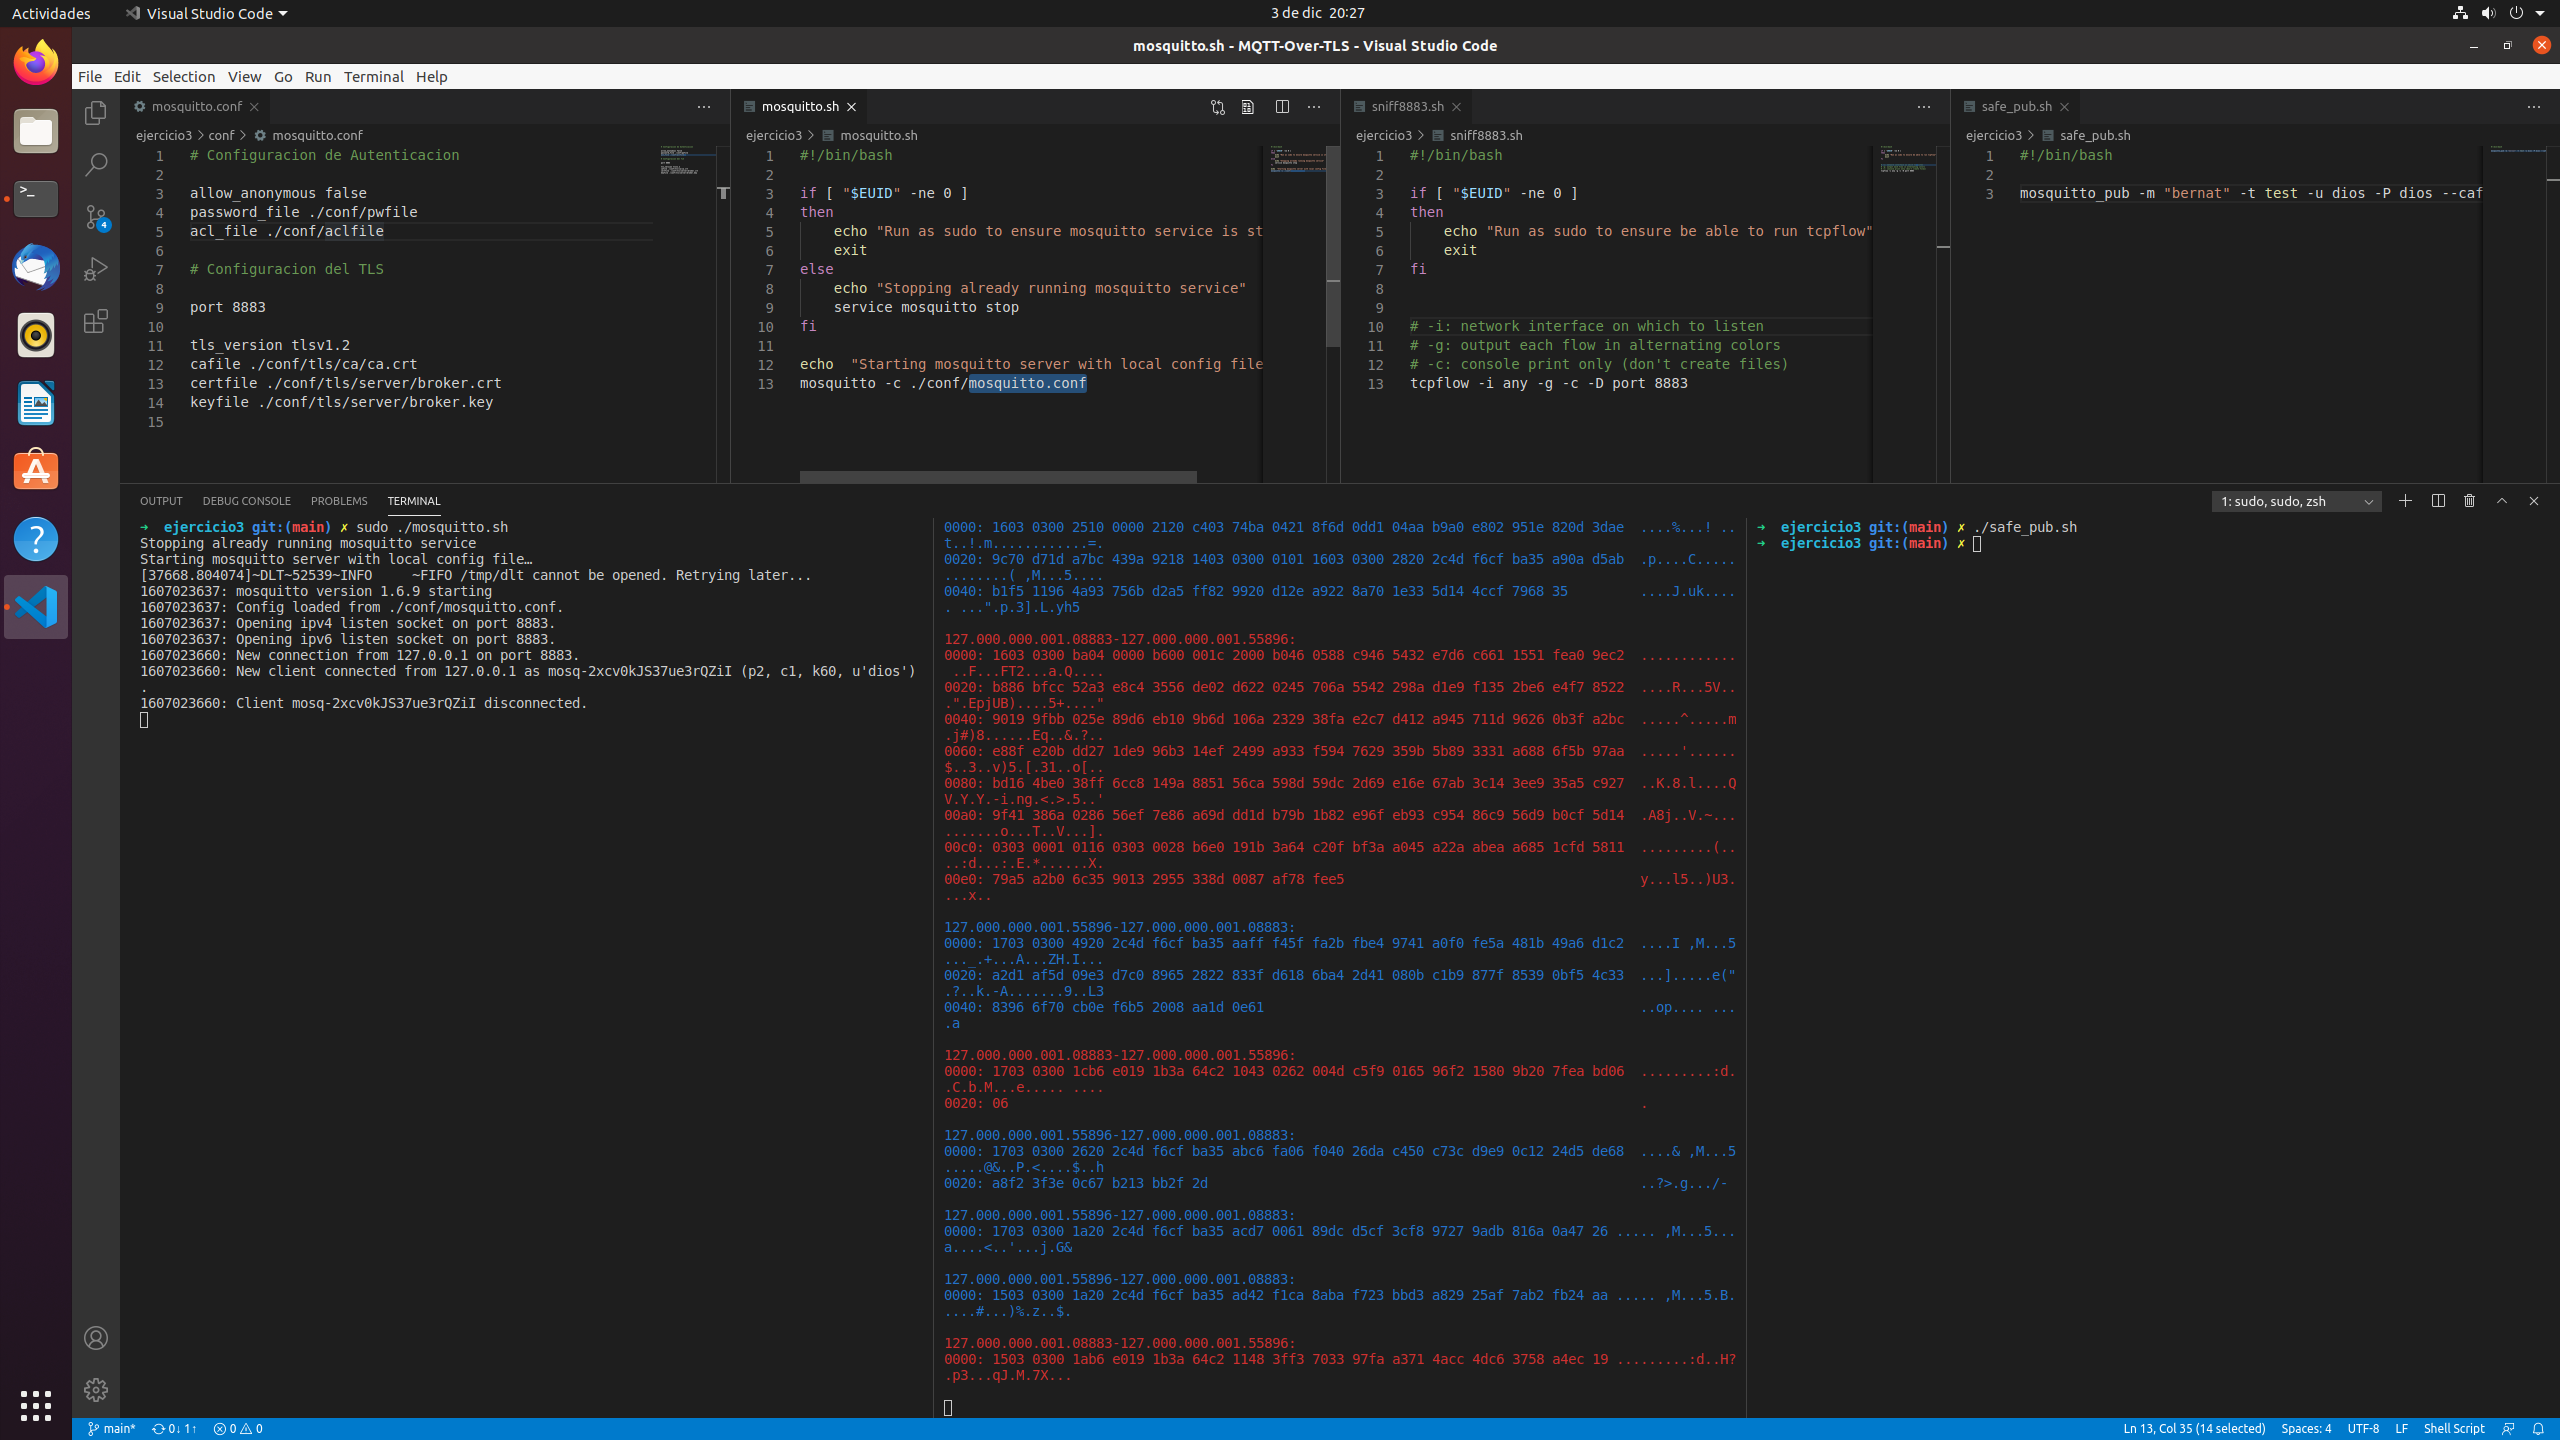 Actividades
Visual Studio Code
3 de dic 20:27
mosquitto.sh - MQTT-Over-TLS - Visual Studio Code
File Edit Selection View Go Run Terminal Help
mosquitto.conf
ejercicio3 > conf > mosquitto.conf
1 # Configuracion de Autenticacion
2
3 allow_anonymous false
4 password_file ./conf/pwfile
5 acl_file ./conf/aclfile
6
7 # Configuracion del TLS
8
9 port 8883
10
11 tls_version tlsv1.2
12 cafile ./conf/tls/ca/ca.crt
13 certfile ./conf/tls/server/broker.crt
14 keyfile ./conf/tls/server/broker.key
15
mosquitto.sh
ejercicio3 > mosquitto.sh
1 #!/bin/bash
2
3 if [ "$EUID" -ne 0 ]
4 then
5 echo "Run as sudo to ensure mosquitto service is st
6 exit
7 else
8 echo "Stopping already running mosquitto service"
9 service mosquitto stop
10 fi
11
12 echo  "Starting mosquitto server with local config file
13 mosquitto -c ./conf/mosquitto.conf
sniff8883.sh
ejercicio3 > sniff8883.sh
1 #!/bin/bash
2
3 if [ "$EUID" -ne 0 ]
4 then
5 echo "Run as sudo to ensure be able to run tcpflow"
6 exit
7 fi
8
9
10 # -i: network interface on which to listen
11 # -g: output each flow in alternating colors
12 # -c: console print only (don't create files)
13 tcpflow -i any -g -c -D port 8883
safe_pub.sh
ejercicio3 > safe_pub.sh
1 #!/bin/bash
2
3 mosquitto_pub -m "bernat" -t test -u dios -P dios --caf
4
OUTPUT DEBUG CONSOLE PROBLEMS TERMINAL
1: sudo, sudo, zsh
➜ ejercicio3 git:(main) ✗ sudo ./mosquitto.sh
Stopping already running mosquitto service
Starting mosquitto server with local config file…
[37668.804074]~DLT~52539~INFO     ~FIFO /tmp/dlt cannot be opened. Retrying later...
1607023637: mosquitto version 1.6.9 starting
1607023637: Config loaded from ./conf/mosquitto.conf.
1607023637: Opening ipv4 listen socket on port 8883.
1607023637: Opening ipv6 listen socket on port 8883.
1607023660: New connection from 127.0.0.1 on port 8883.
1607023660: New client connected from 127.0.0.1 as mosq-2xcv0kJS37ue3rQZiI (p2, c1, k60, u'dios')
.
1607023660: Client mosq-2xcv0kJS37ue3rQZiI disconnected.
0000: 1603 0300 2510 0000 2120 c403 74ba 0421 8f6d 0dd1 04aa b9a0 e802 951e 820d 3dae  ....%...! ..
t..!.m............=.
0020: 9c70 d71d a7bc 439a 9218 1403 0300 0101 1603 0300 2820 2c4d f6cf ba35 a90a d5ab  .p....C.....
.........( ,M...5....
0040: b1f5 1196 4a93 756b d2a5 ff82 9920 d12e a922 8a70 1e33 5d14 4ccf 7968 35  ....J.uk....
. ...".p.3].L.yh5
127.000.000.001.08883-127.000.000.001.55896:
0000: 1603 0300 ba04 0000 b600 001c 2000 b046 0588 c946 5432 e7d6 c661 1551 fea0 9ec2  ............
 ..F...FT2...a.Q....
0020: b886 bfcc 52a3 e8c4 3556 de02 d622 0245 706a 5542 298a d1e9 f135 2be6 e4f7 8522  ....R...5V..
.".EpjUB)....5+...."
0040: 9019 9fbb 025e 89d6 eb10 9b6d 106a 2329 38fa e2c7 d412 a945 711d 9626 0b3f a2bc  .....^.....m
.j#)8......Eq..&.?..
0060: e88f e20b dd27 1de9 96b3 14ef 2499 a933 f594 7629 359b 5b89 3331 a688 6f5b 97aa  .....'......
$..3..v)5.[.31..o[..
0080: bd16 4be0 38ff 6cc8 149a 8851 56ca 598d 59dc 2d69 e16e 67ab 3c14 3ee9 35a5 c927  ..K.8.l....Q
V.Y.Y.-i.ng.<.>.5..'
00a0: 9f41 386a 0286 56ef 7e86 a69d dd1d b79b 1b82 e96f eb93 c954 86c9 56d9 b0cf 5d14  .A8j..V.~...
.......o...T..V...].
00c0: 0303 0001 0116 0303 0028 b6e0 191b 3a64 c20f bf3a a045 a22a abea a685 1cfd 5811  .........(..
..:d...:.E.*......X.
00e0: 79a5 a2b0 6c35 9013 2955 338d 0087 af78 fee5  y...l5..)U3.
...x..
127.000.000.001.55896-127.000.000.001.08883:
0000: 1703 0300 4920 2c4d f6cf ba35 aaff f45f fa2b fbe4 9741 a0f0 fe5a 481b 49a6 d1c2  ....I ,M...5
..._.+...A...ZH.I...
0020: a2d1 af5d 09e3 d7c0 8965 2822 833f d618 6ba4 2d41 080b c1b9 877f 8539 0bf5 4c33  ...].....e("
.?..k.-A.......9..L3
0040: 8396 6f70 cb0e f6b5 2008 aa1d 0e61  ..op.... ...
.a
127.000.000.001.08883-127.000.000.001.55896:
0000: 1703 0300 1cb6 e019 1b3a 64c2 1043 0262 004d c5f9 0165 96f2 1580 9b20 7fea bd06  .........:d.
.C.b.M...e..... ....
0020: 06  .
127.000.000.001.55896-127.000.000.001.08883:
0000: 1703 0300 2620 2c4d f6cf ba35 abc6 fa06 f040 26da c450 c73c d9e9 0c12 24d5 de68  ....& ,M...5
.....@&..P.<....$..h
0020: a8f2 3f3e 0c67 b213 bb2f 2d  ..?>.g.../-
127.000.000.001.55896-127.000.000.001.08883:
0000: 1703 0300 1a20 2c4d f6cf ba35 acd7 0061 89dc d5cf 3cf8 9727 9adb 816a 0a47 26 ..... ,M...5...
a....<..'...j.G&
127.000.000.001.55896-127.000.000.001.08883:
0000: 1503 0300 1a20 2c4d f6cf ba35 ad42 f1ca 8aba f723 bbd3 a829 25af 7ab2 fb24 aa ..... ,M...5.B.
....#...)%.z..$.
127.000.000.001.08883-127.000.000.001.55896:
0000: 1503 0300 1ab6 e019 1b3a 64c2 1148 3ff3 7033 97fa a371 4acc 4dc6 3758 a4ec 19 .........:d..H?
.p3...qJ.M.7X...
➜ ejercicio3 git:(main) ✗ ./safe_pub.sh
➜ ejercicio3 git:(main) ✗
main* 0↓ 1↑ 0 0
Ln 13, Col 35 (14 selected) Spaces: 4 UTF-8 LF Shell Script